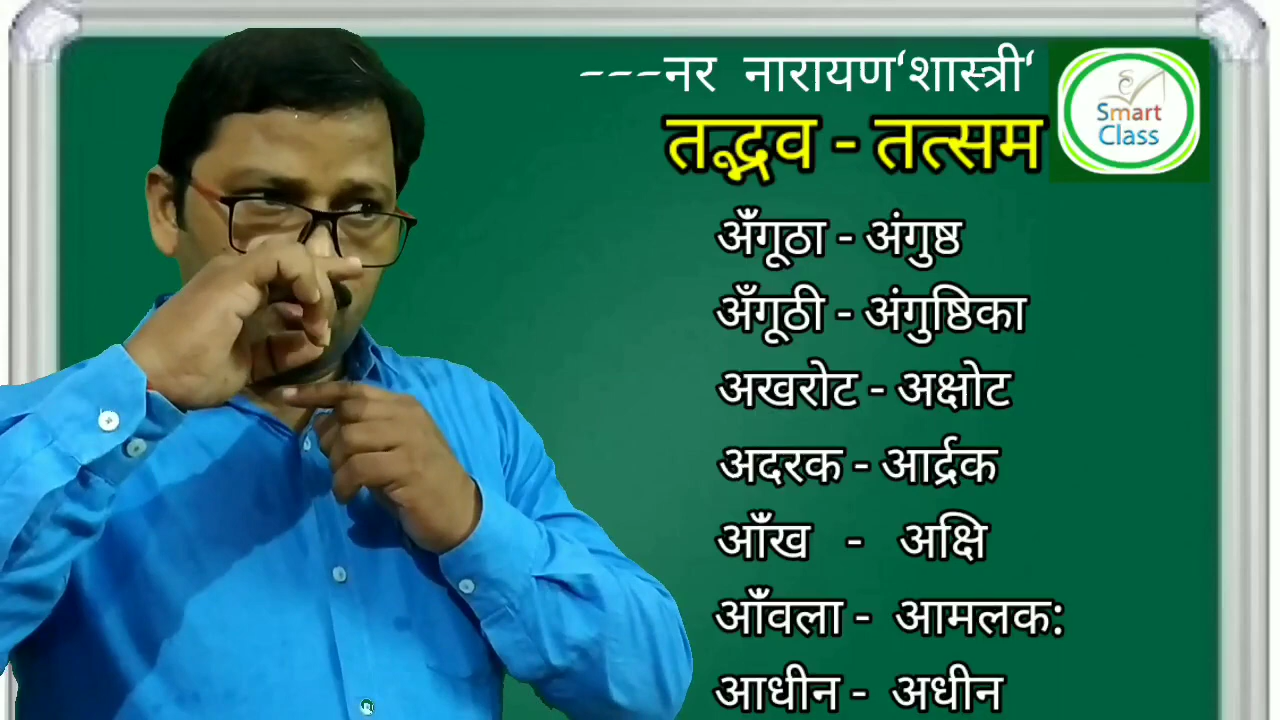 ---नर नारायण‘शास्त्री‘
Smart
Class
तद्भव - तत्सम
अँगूठा - अंगुष्ठ
अँगूठी - अंगुष्ठिका
अखरोट - अक्षोट
अदरक - आर्द्रक
आँख - अक्षि
आँवला - आमलक:
आधीन - अधीन